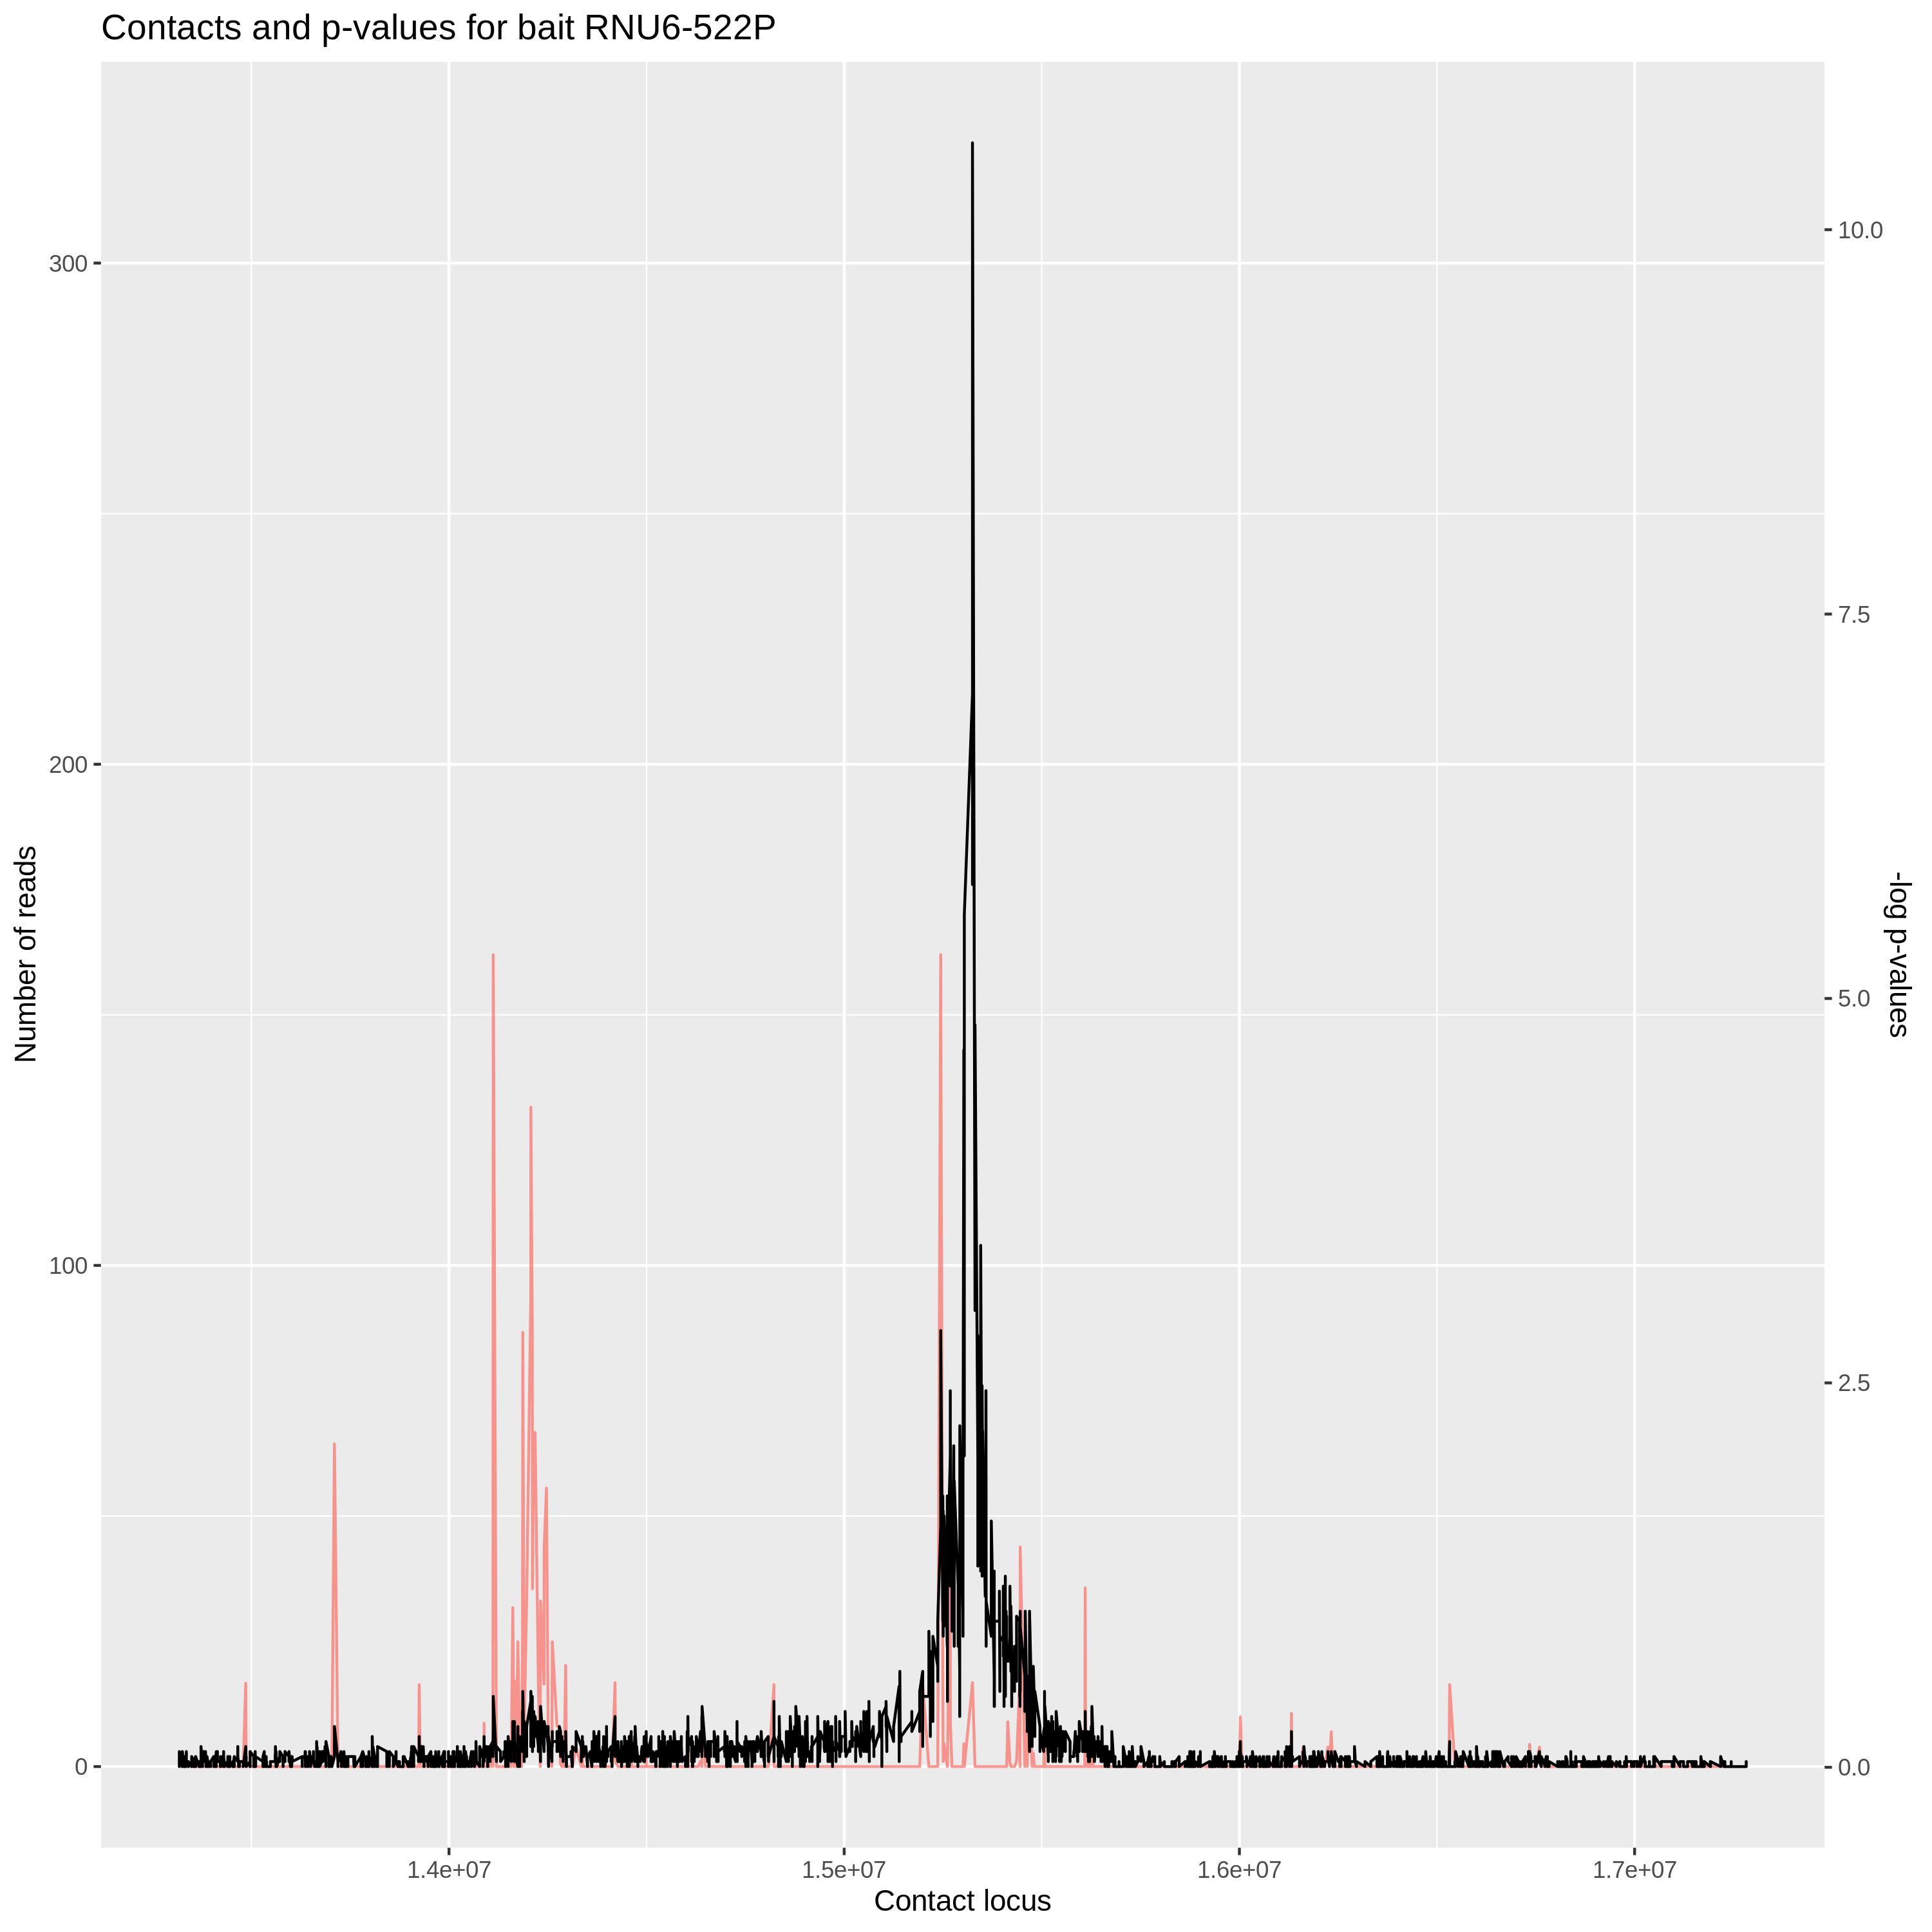 Contacts and p-values for bait RNU6-522P
300
200
100
0
Number of reads
10.0
7.5
5.0
2.5
0.0
-log p-values
1.4e+07
1.5e+07
1.6e+07
1.7e+07
Contact locus